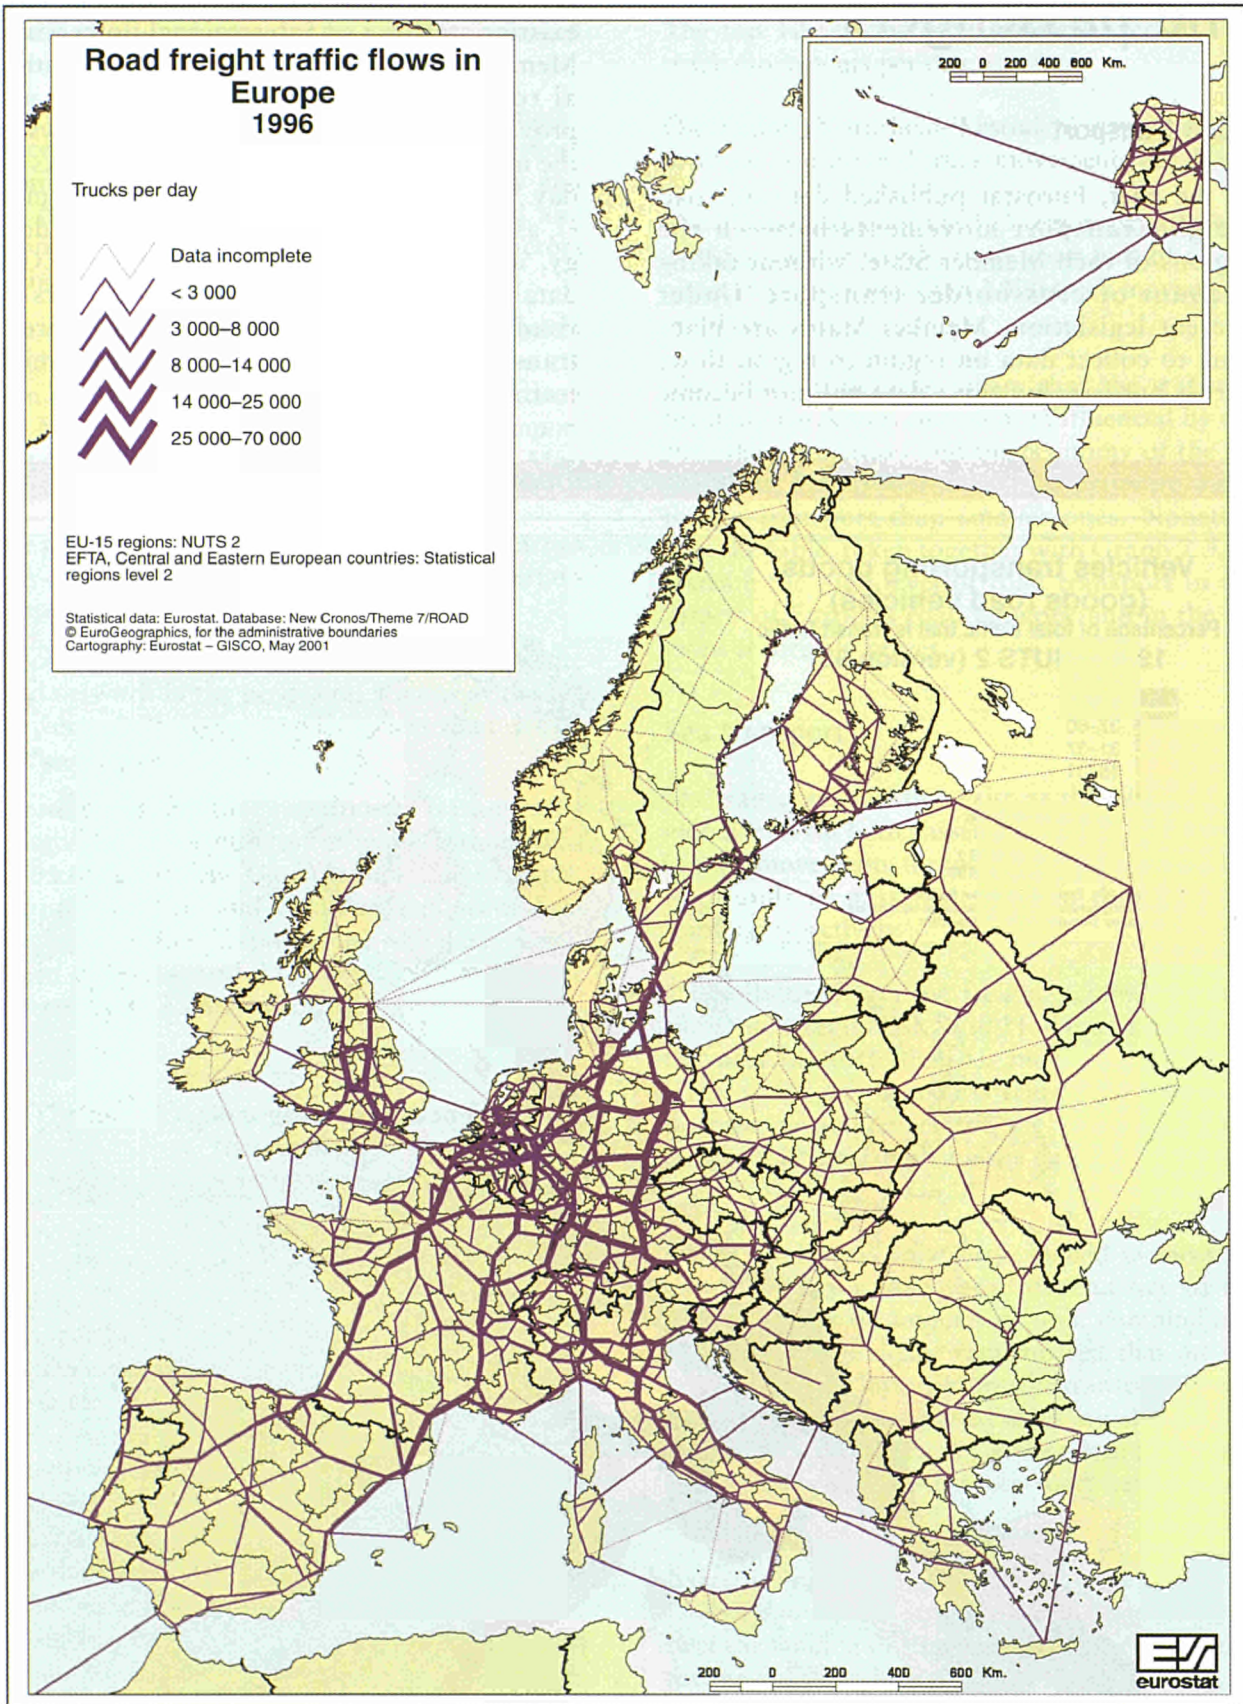 Road freight traffic flows in
Europe
1996
Trucks per day
Data incomplete
< 3 000
3 000–8 000
8 000–14 000
14 000–25 000
25 000–70 000
EU-15 regions: NUTS 2
EFTA, Central and Eastern European countries: Statistical
regions level 2
Statistical data: Eurostat. Database: New Cronos/Theme 7/ROAD
© EuroGeographics, for the administrative boundaries
Cartography: Eurostat – GISCO, May 2001
200 0 200 400 600 Km.
200 0 200 400 600 Km.
eurostat